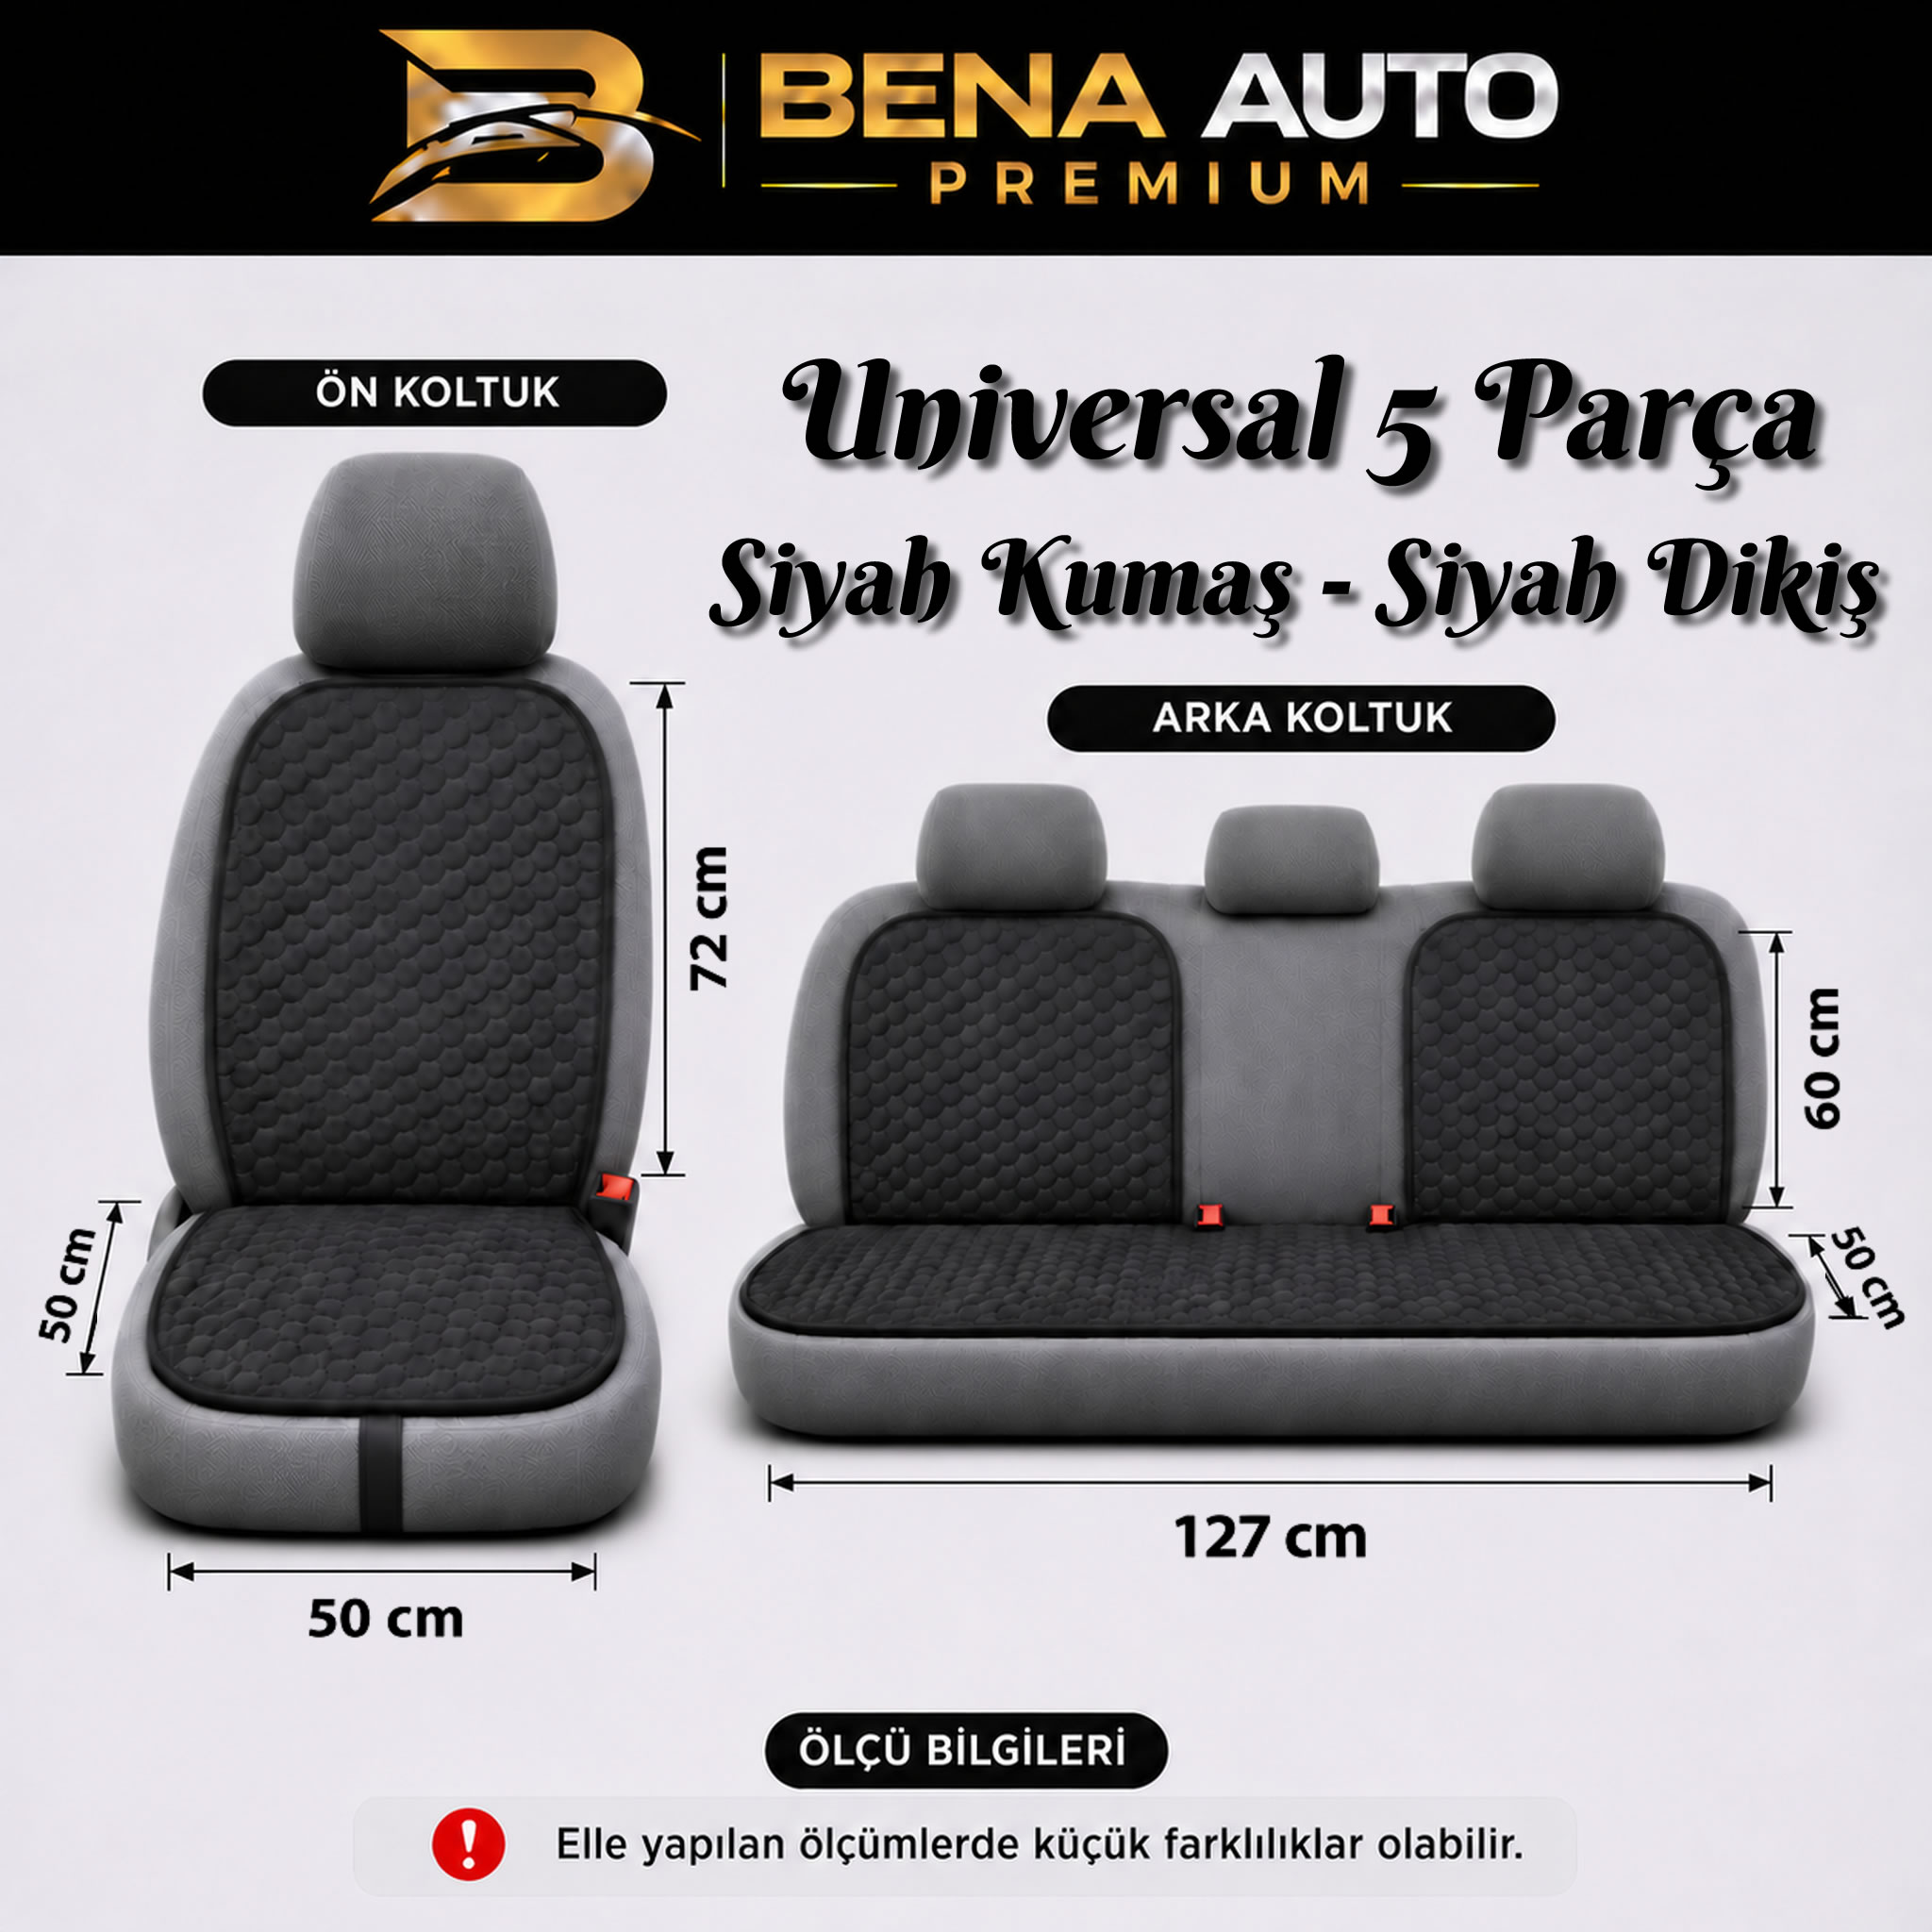 BENA AUTO
PREMIUM
ÖN KOLTUK
Universal 5 Parça
Siyah Kumaş - Siyah Dikiş
ARKA KOLTUK
72 cm
60 cm
50 cm
50 cm
127 cm
50 cm
ÖLÇÜ BİLGİLERİ
Elle yapılan ölçümlerde küçük farklılıklar olabilir.